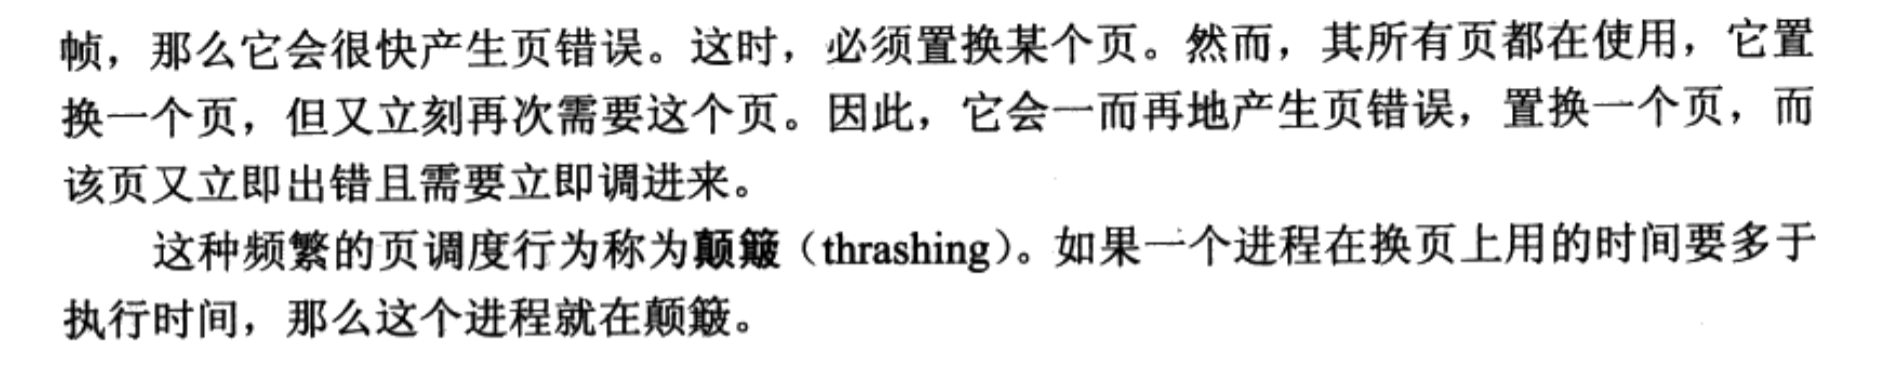 帧，那么它会很快产生页错误。这时，必须置换某个页。然而，其所有页都在使用，它置
换一个页，但又立刻再次需要这个页。因此，它会一而再地产生页错误，置换一个页，而
该页又立即出错且需要立即调进来。
这种频繁的页调度行为称为颠簸（thrashing）。如果一个进程在换页上用的时间要多于
执行时间，那么这个进程就在颠簸。